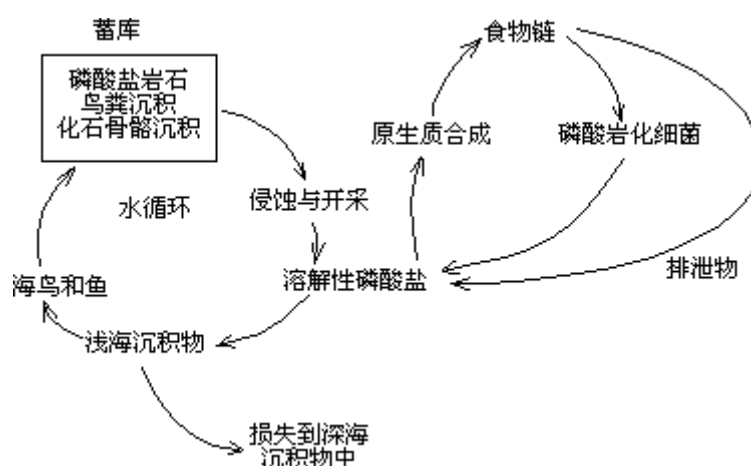 食物链
蓄库
磷酸盐岩石
鸟粪沉积
化石骨骼沉积
原生质合成
磷酸岩化细菌
水循环
侵蚀与开采
海鸟和鱼
溶解性磷酸盐
排泄物
浅海沉积物
损失到深海
沉积物中